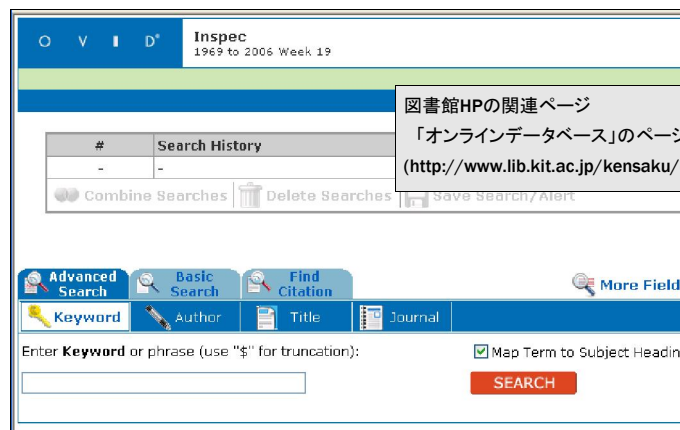 OVID®
Inspec
1969 to 2006 Week 19
図書館HPの関連ページ
「オンラインデータベース」のページ
(http://www.lib.kit.ac.jp/kensaku/
# Search History
- -
Combine Searches Delete Searches Save Search/Alert
Advanced Search
Basic Search
Find Citation
More Field
Keyword Author Title Journal
Enter Keyword or phrase (use "$" for truncation):
Map Term to Subject Headin
SEARCH